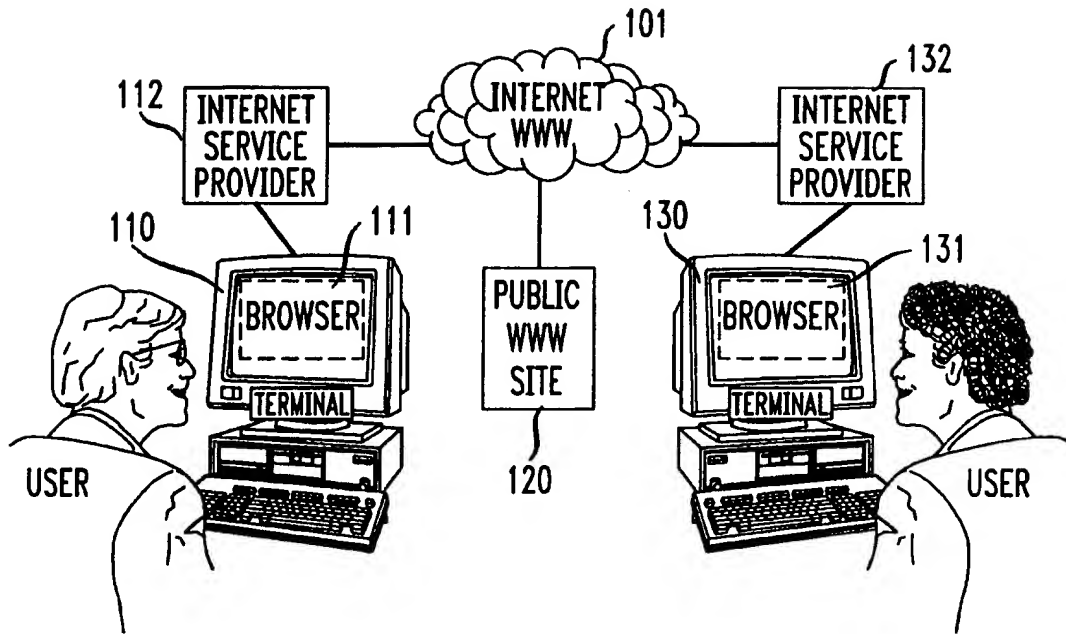 101
112
132
INTERNET
SERVICE
PROVIDER
INTERNET
WWW
INTERNET
SERVICE
PROVIDER
110
111
130
131
BROWSER
PUBLIC
WWW
SITE
BROWSER
TERMINAL
TERMINAL
USER
120
USER